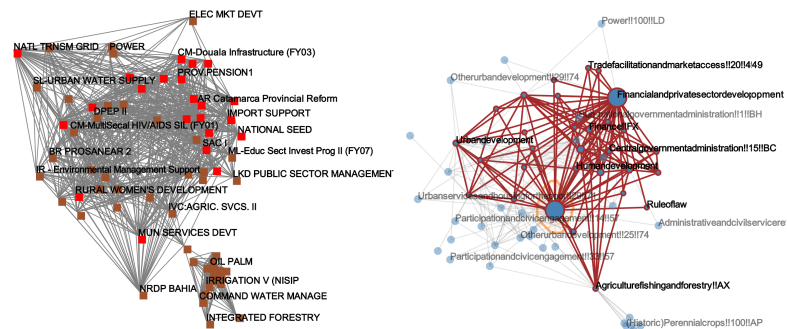 ELEC MKT DEVT
NATL TRNSM GRID
POWER
CM-Douala Infrastructure (FY03)
PROV.PENSION1
SL-URBAN WATER SUPPLY
AR Catamarca Provincial Reform
DPEP II
IMPORT SUPPORT
CM-MultiSecal HIV/AIDS SIL (FY01)
NATIONAL SEED
SAC I
BR PROSANEAR 2
ML-Educ Sect Invest Prog II (FY07)
IR - Environmental Management Support
LKD PUBLIC SECTOR MANAGEMENT
RURAL WOMEN'S DEVELOPMENT
IVC:AGRIC. SVCS. II
MUN SERVICES DEVT
OIL PALM
IRRIGATION V (NISIP
NRDP BAHIA
COMMAND WATER MANAGE
INTEGRATED FORESTRY
Power!!100!!LD
Tradefacilitationandmarketaccess!!20!!449
Otherurbandevelopment!!29!!74
Financialandprivatesectordevelopment
Finance!!FX
Urbandevelopment
Centralgovernmentadministration!!15!!BC
Humandevelopment
Ruleoflaw
Participationandcivicengagement!!14!!57
Otherurbandevelopment!!25!!74
Participationandcivicengagement!!33!!57
Agriculturefishingandforestry!!AX
(Historic)Perennialcrops!!100!!AP